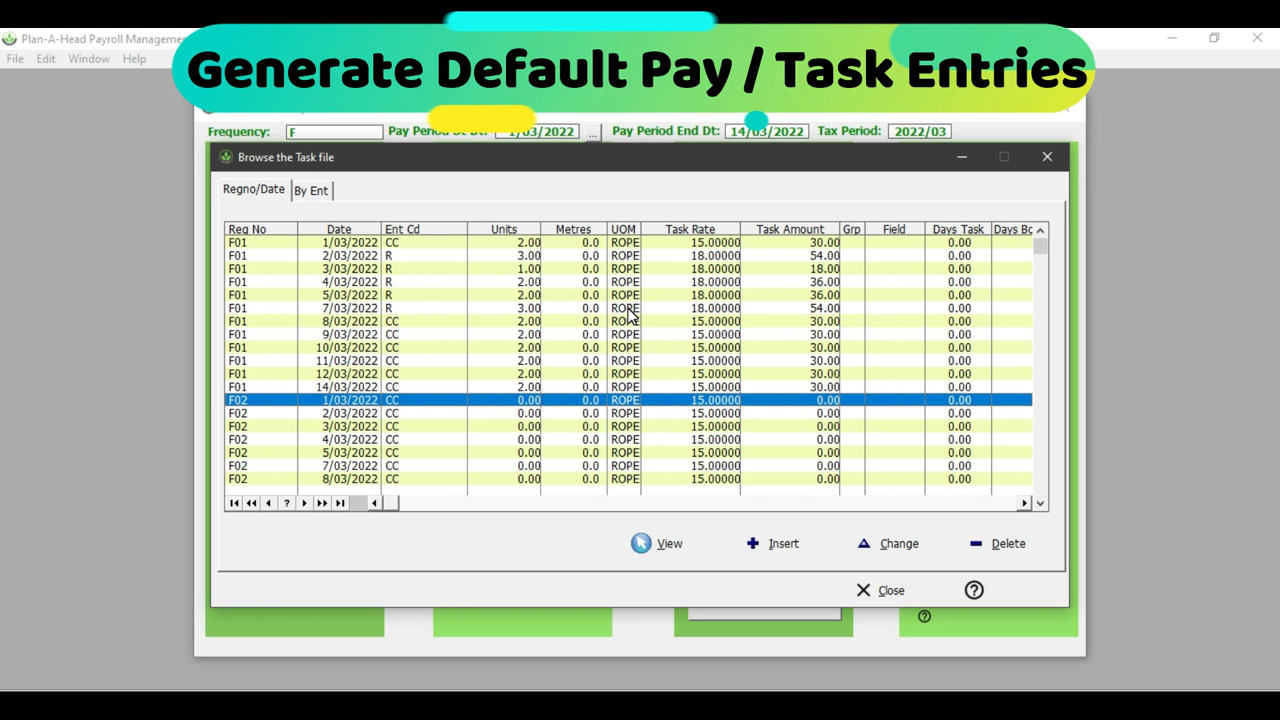 Plan-A-Head Payroll Management
Generate Default Pay / Task Entries
File Edit Window Help
Frequency: F Pay Period St Dt: 1/03/2022 ... Pay Period End Dt: 14/03/2022 Tax Period: 2022/03
Browse the Task file
Regno/Date By Ent
Reg No Date Ent Cd Units Metres UOM Task Rate Task Amount Grp Field Days Task Days Bo
F01 1/03/2022 CC 2.00 0.0 ROPE 15.00000 30.00 0.00
F01 2/03/2022 R 3.00 0.0 ROPE 18.00000 54.00 0.00
F01 3/03/2022 R 1.00 0.0 ROPE 18.00000 18.00 0.00
F01 4/03/2022 R 2.00 0.0 ROPE 18.00000 36.00 0.00
F01 5/03/2022 R 2.00 0.0 ROPE 18.00000 36.00 0.00
F01 7/03/2022 R 3.00 0.0 ROPE 18.00000 54.00 0.00
F01 8/03/2022 CC 2.00 0.0 ROPE 15.00000 30.00 0.00
F01 9/03/2022 CC 2.00 0.0 ROPE 15.00000 30.00 0.00
F01 10/03/2022 CC 2.00 0.0 ROPE 15.00000 30.00 0.00
F01 11/03/2022 CC 2.00 0.0 ROPE 15.00000 30.00 0.00
F01 12/03/2022 CC 2.00 0.0 ROPE 15.00000 30.00 0.00
F01 14/03/2022 CC 2.00 0.0 ROPE 15.00000 30.00 0.00
F02 1/03/2022 CC 0.00 0.0 ROPE 15.00000 0.00 0.00
F02 2/03/2022 CC 0.00 0.0 ROPE 15.00000 0.00 0.00
F02 3/03/2022 CC 0.00 0.0 ROPE 15.00000 0.00 0.00
F02 4/03/2022 CC 0.00 0.0 ROPE 15.00000 0.00 0.00
F02 5/03/2022 CC 0.00 0.0 ROPE 15.00000 0.00 0.00
F02 7/03/2022 CC 0.00 0.0 ROPE 15.00000 0.00 0.00
F02 8/03/2022 CC 0.00 0.0 ROPE 15.00000 0.00 0.00
?
View Insert Change Delete
Close ?
?